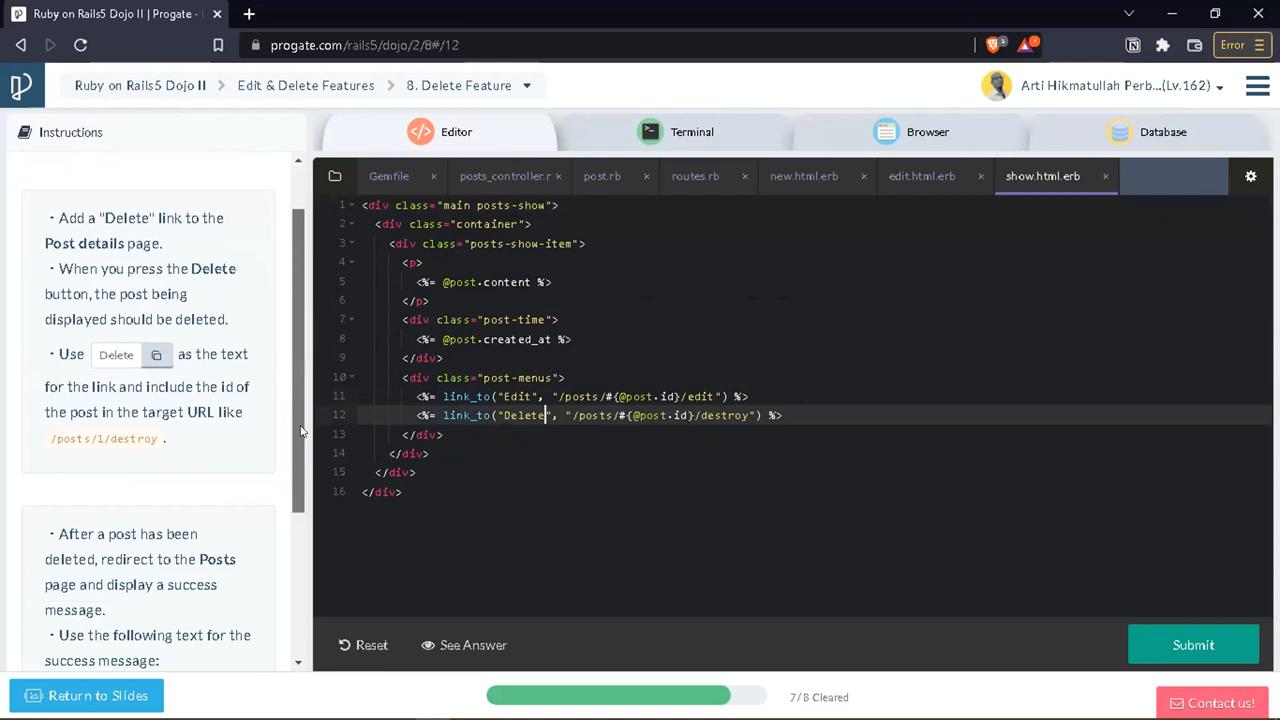 Ruby on Rails5 Dojo II | Progate -
progate.com/rails5/dojo/2/8#/12
Error
Ruby on Rails5 Dojo II
Edit & Delete Features
8. Delete Feature
Arti Hikmatullah Perb...(Lv.162)
Instructions
Editor
Terminal
Browser
Database
Gemfile
posts_controller.r
post.rb
routes.rb
new.html.erb
edit.html.erb
show.html.erb
・Add a "Delete" link to the
Post details page.
・When you press the Delete
button, the post being
displayed should be deleted.
・Use Delete as the text
for the link and include the id of
the post in the target URL like
/posts/1/destroy .
・After a post has been
deleted, redirect to the Posts
page and display a success
message.
・Use the following text for the
success message:
1 <div class="main posts-show">
2 <div class="container">
3 <div class="posts-show-item">
4 <p>
5 <%= @post.content %>
6 </p>
7 <div class="post-time">
8 <%= @post.created_at %>
9 </div>
10 <div class="post-menus">
11 <%= link_to("Edit", "/posts/#{@post.id}/edit") %>
12 <%= link_to("Delete", "/posts/#{@post.id}/destroy") %>
13 </div>
14 </div>
15 </div>
16 </div>
Reset
See Answer
Submit
Return to Slides
7/8 Cleared
Contact us!